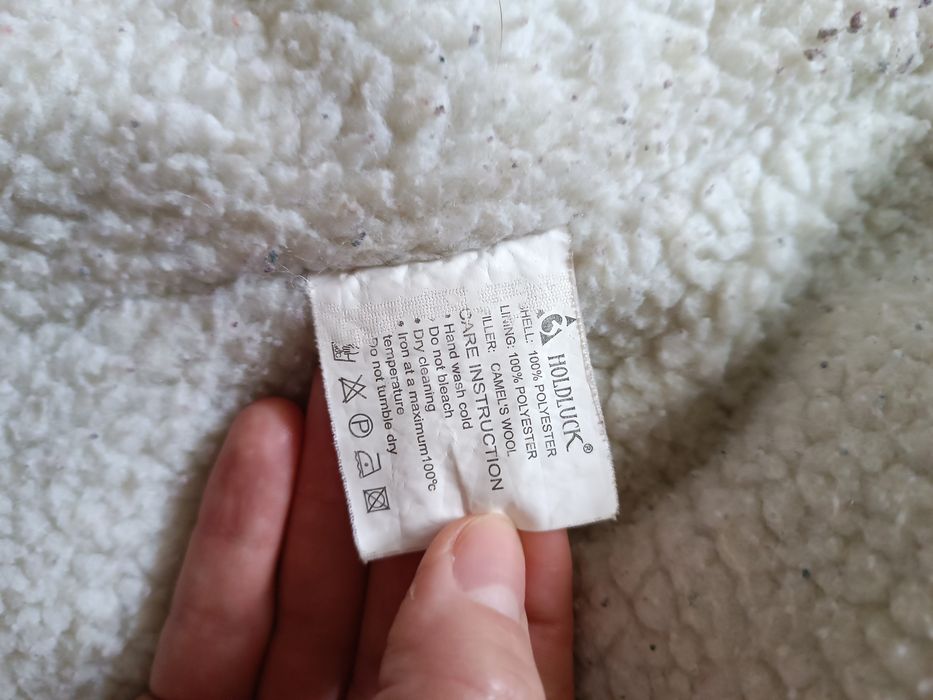 HOLDLUCK®
SHELL: 100% POLYESTER
LINING: 100% POLYESTER
FILLER: CAMEL'S WOOL
CARE INSTRUCTION
• Hand wash cold
Do not bleach
• Dry cleaning
• Iron at a maximum100°c
temperature
Do not tumble dry
P